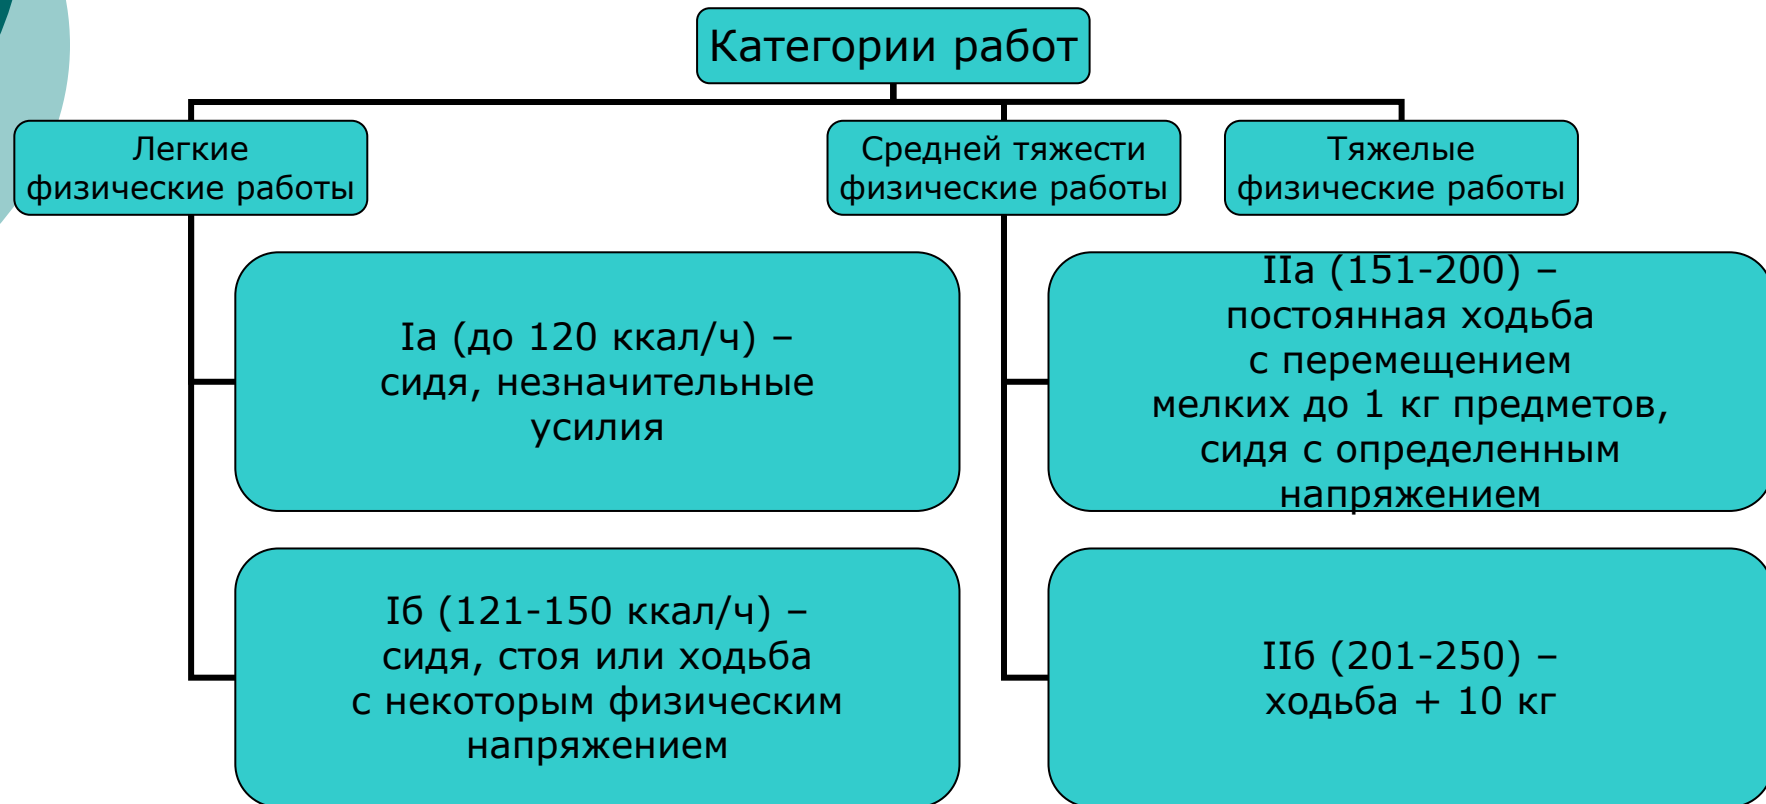 Категории работ
Легкие
физические работы
Средней тяжести
физические работы
Тяжелые
физические работы
Iа (до 120 ккал/ч) –
сидя, незначительные
усилия
Iб (121-150 ккал/ч) –
сидя, стоя или ходьба
с некоторым физическим
напряжением
IIа (151-200) –
постоянная ходьба
с перемещением
мелких до 1 кг предметов,
сидя с определенным
напряжением
IIб (201-250) –
ходьба + 10 кг